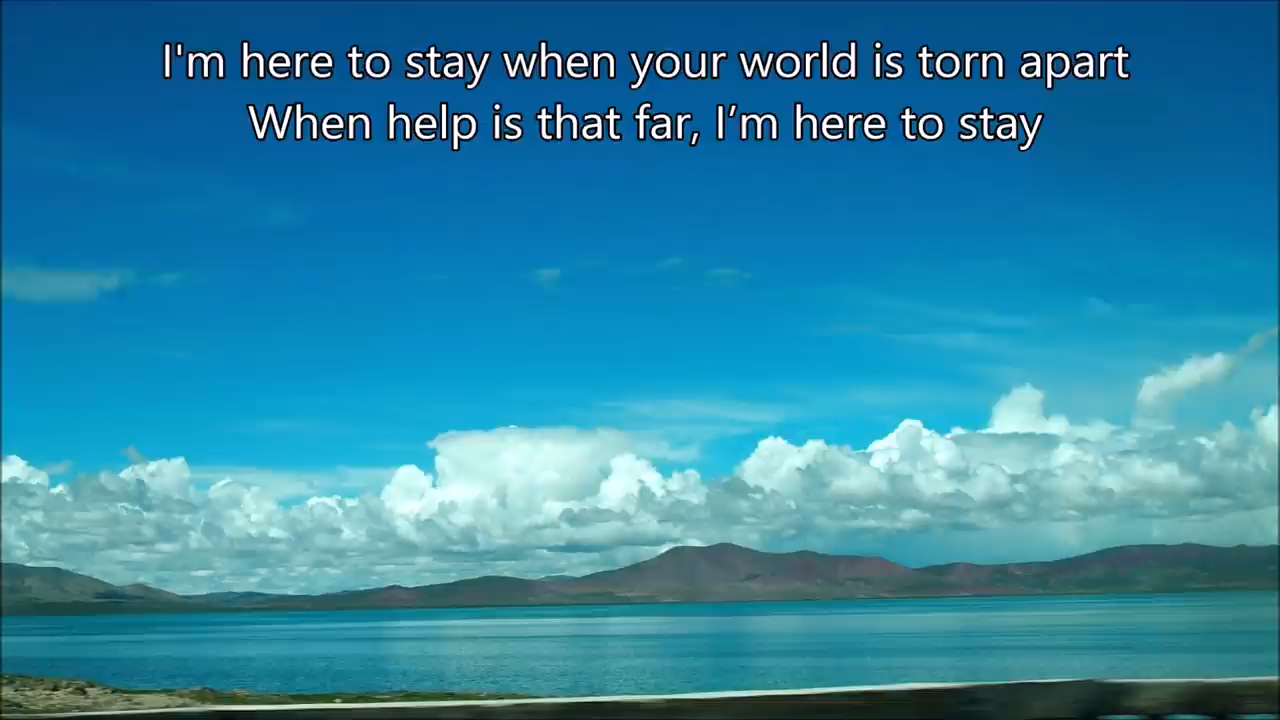 I'm here to stay when your world is torn apart
When help is that far, I’m here to stay